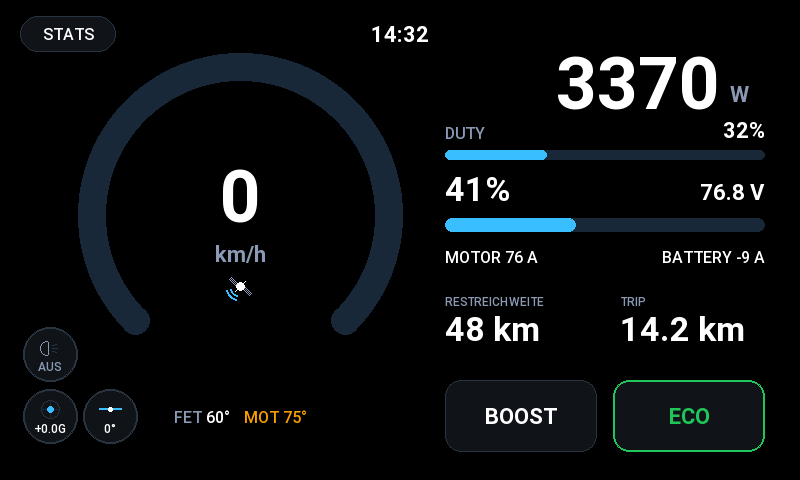 STATS
14:32
3370 W
DUTY 32%
0
km/h
41% 76.8 V
MOTOR 76 A BATTERY -9 A
RESTREICHWEITE TRIP
48 km 14.2 km
AUS
+0.0G 0°
FET 60° MOT 75°
BOOST ECO